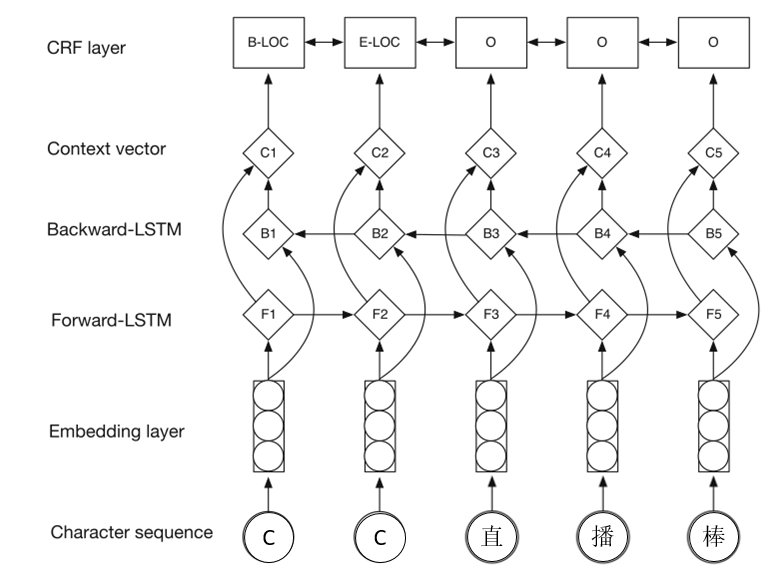 CRF layer B-LOC E-LOC O O O
Context vector C1 C2 C3 C4 C5
Backward-LSTM B1 B2 B3 B4 B5
Forward-LSTM F1 F2 F3 F4 F5
Embedding layer
Character sequence C C 直 播 棒